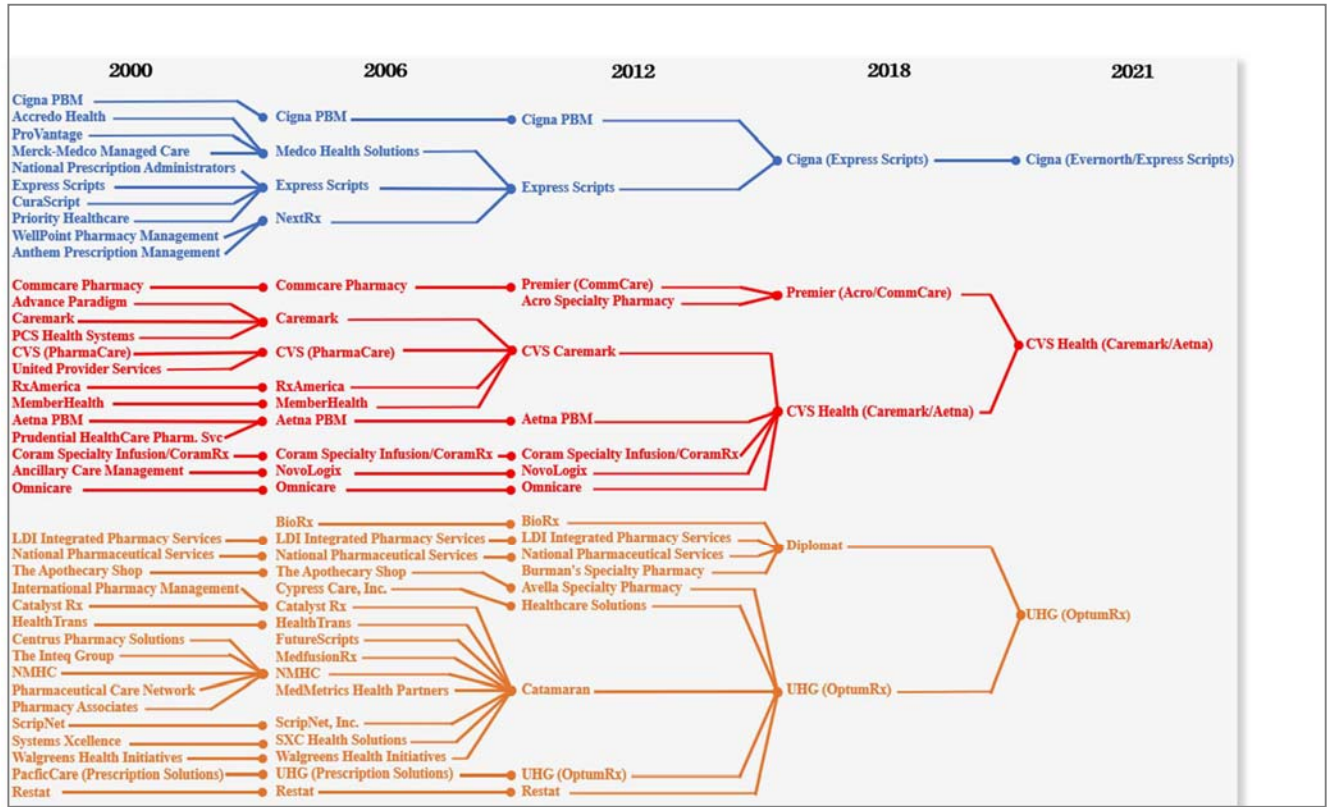 2000 2006 2012 2018 2021
Cigna PBM
Accredo Health
ProVantage
Merck-Medco Managed Care
National Prescription Administrators
Express Scripts
CuraScript
Priority Healthcare
WellPoint Pharmacy Management
Anthem Prescription Management
Cigna PBM
Medco Health Solutions
Express Scripts
NextRx
Cigna PBM
Express Scripts
Cigna (Express Scripts)
Cigna (Evernorth/Express Scripts)
Commcare Pharmacy
Advance Paradigm
Caremark
PCS Health Systems
CVS (PharmaCare)
United Provider Services
RxAmerica
MemberHealth
Aetna PBM
Prudential HealthCare Pharm. Svc
Coram Specialty Infusion/CoramRx
Ancillary Care Management
Omnicare
Commcare Pharmacy
Caremark
CVS (PharmaCare)
RxAmerica
MemberHealth
Aetna PBM
Coram Specialty Infusion/CoramRx
NovoLogix
Omnicare
Premier (CommCare)
Acro Specialty Pharmacy
CVS Caremark
Aetna PBM
Coram Specialty Infusion/CoramRx
NovoLogix
Omnicare
Premier (Acro/CommCare)
CVS Health (Caremark/Aetna)
CVS Health (Caremark/Aetna)
LDI Integrated Pharmacy Services
National Pharmaceutical Services
The Apothecary Shop
International Pharmacy Management
Catalyst Rx
HealthTrans
Centrus Pharmacy Solutions
The Inteq Group
NMHC
Pharmaceutical Care Network
Pharmacy Associates
ScripNet
Systems Xcellence
Walgreens Health Initiatives
PacficCare (Prescription Solutions)
Restat
BioRx
LDI Integrated Pharmacy Services
National Pharmaceutical Services
The Apothecary Shop
Cypress Care, Inc.
Catalyst Rx
HealthTrans
FutureScripts
MedfusionRx
NMHC
MedMetrics Health Partners
ScripNet, Inc.
SXC Health Solutions
Walgreens Health Initiatives
UHG (Prescription Solutions)
Restat
BioRx
LDI Integrated Pharmacy Services
National Pharmaceutical Services
Burman's Specialty Pharmacy
Avella Specialty Pharmacy
Healthcare Solutions
Catamaran
UHG (OptumRx)
Restat
Diplomat
UHG (OptumRx)
UHG (OptumRx)